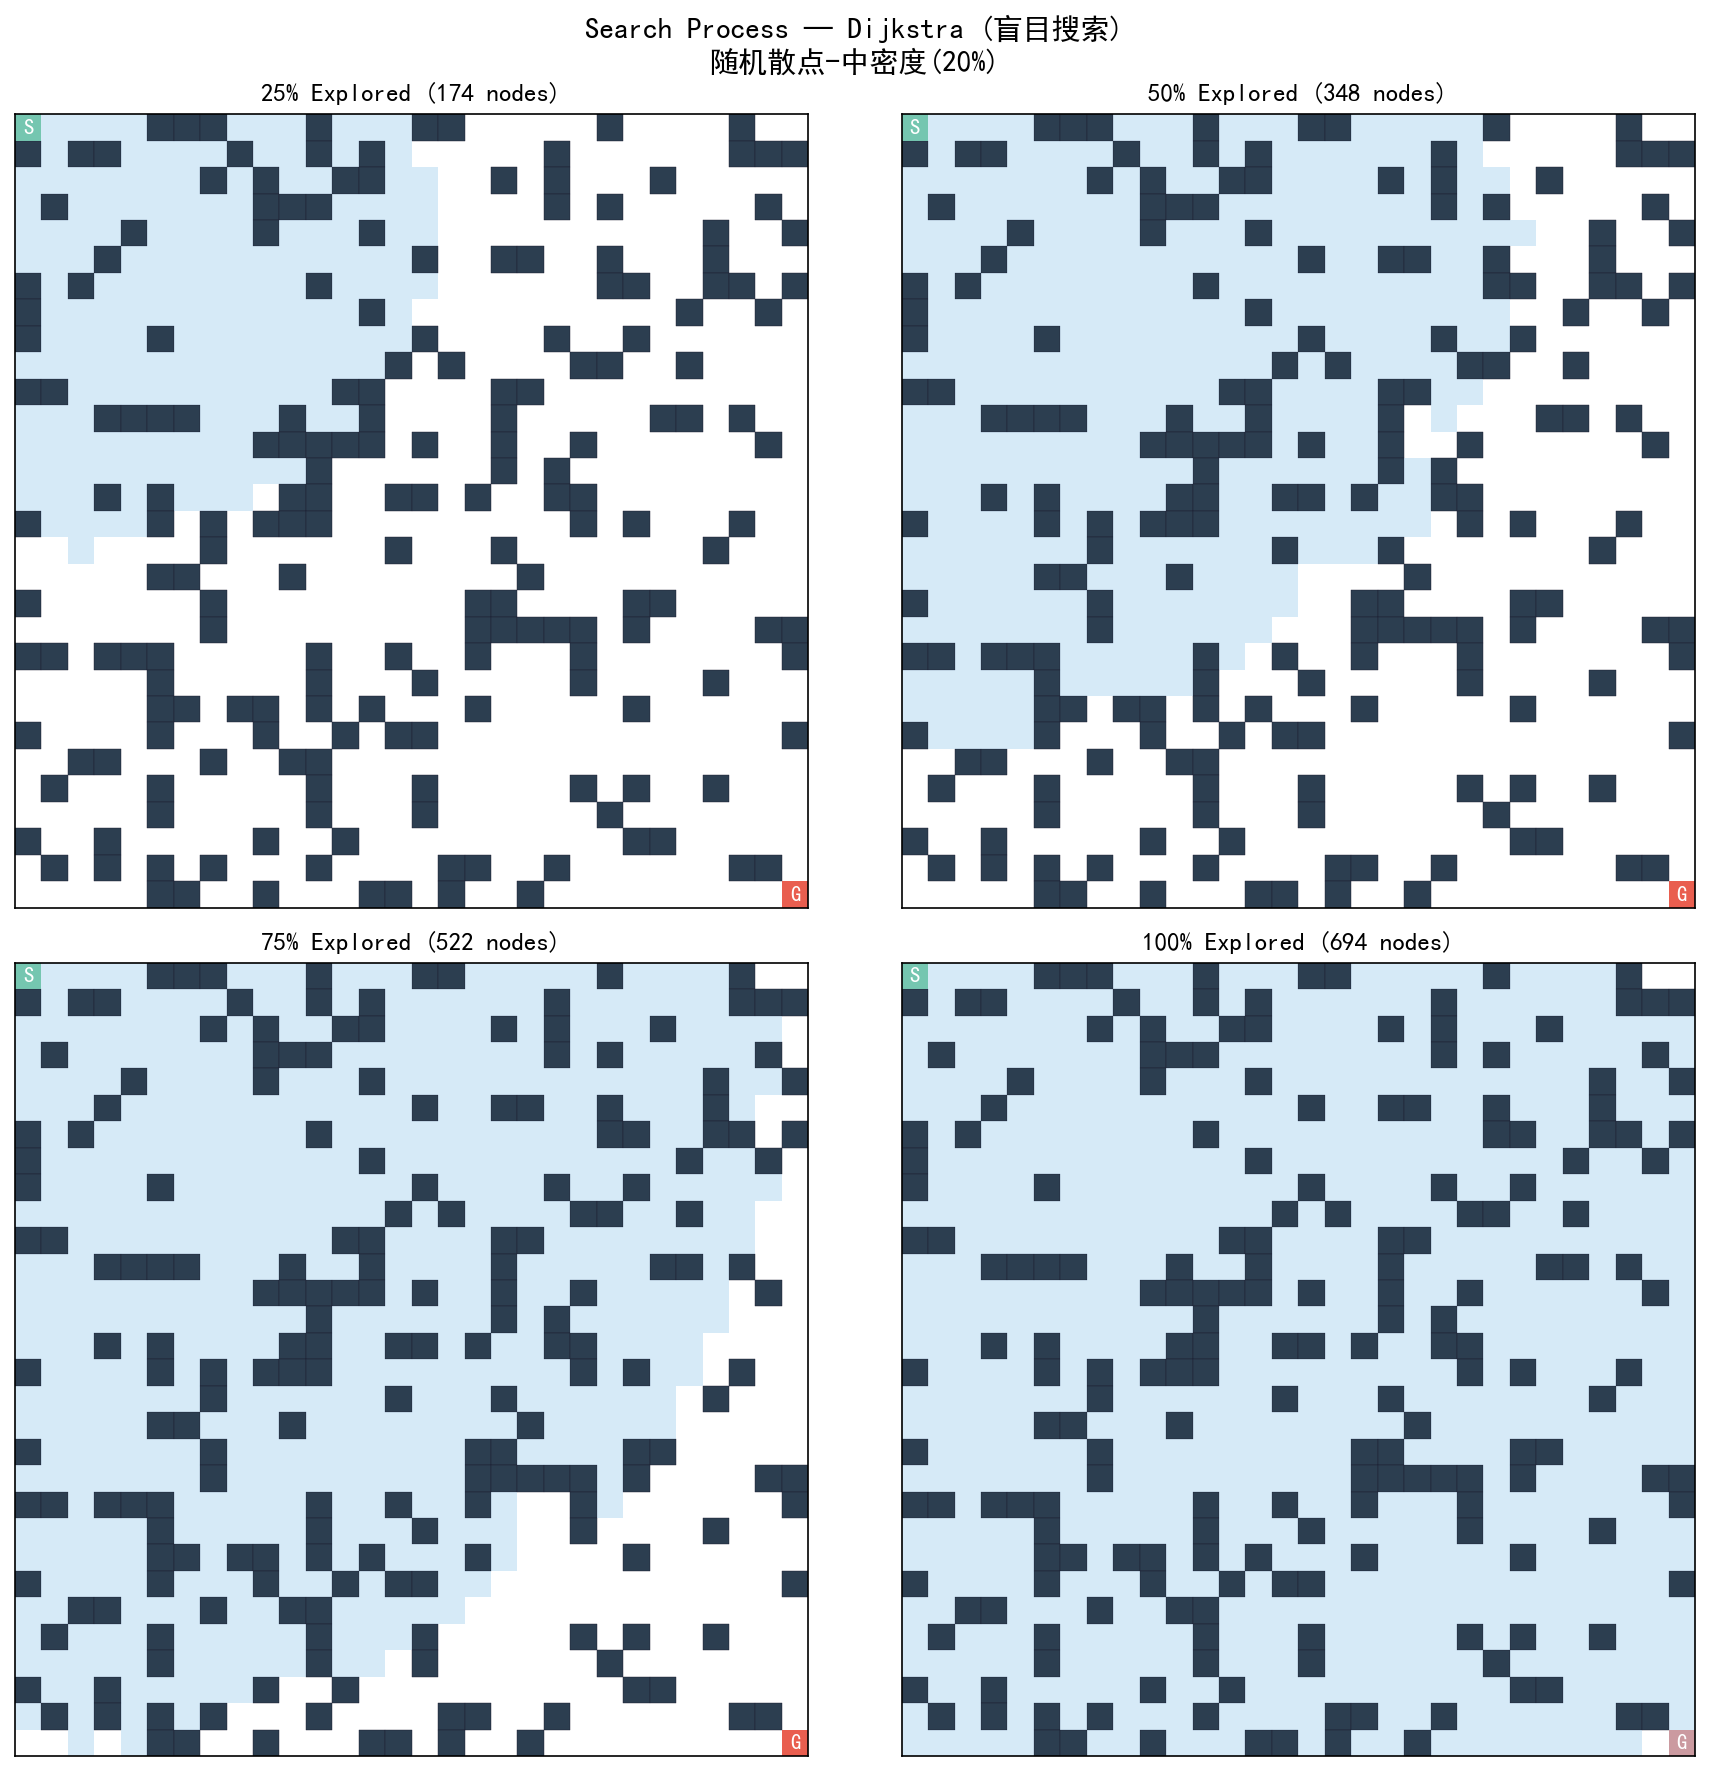 Search Process —— Dijkstra (盲目搜索)
随机散点-中密度(20%)
25% Explored (174 nodes)
50% Explored (348 nodes)
S
S
G
G
75% Explored (522 nodes)
100% Explored (694 nodes)
S
S
G
G